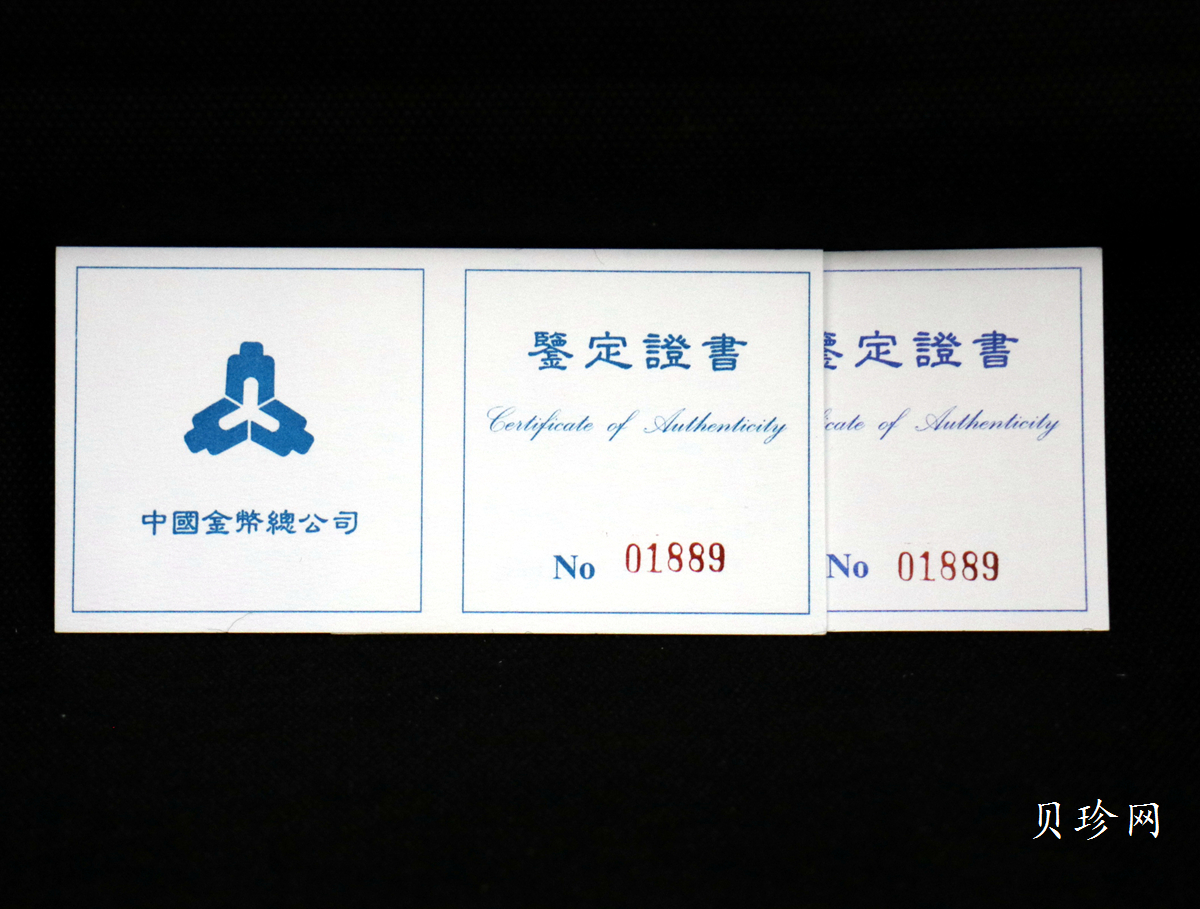 中國金幣總公司
鑒定證書
Certificate of Authenticity
No 01889
定證書
cate of Authenticity
No 01889
贝珍网